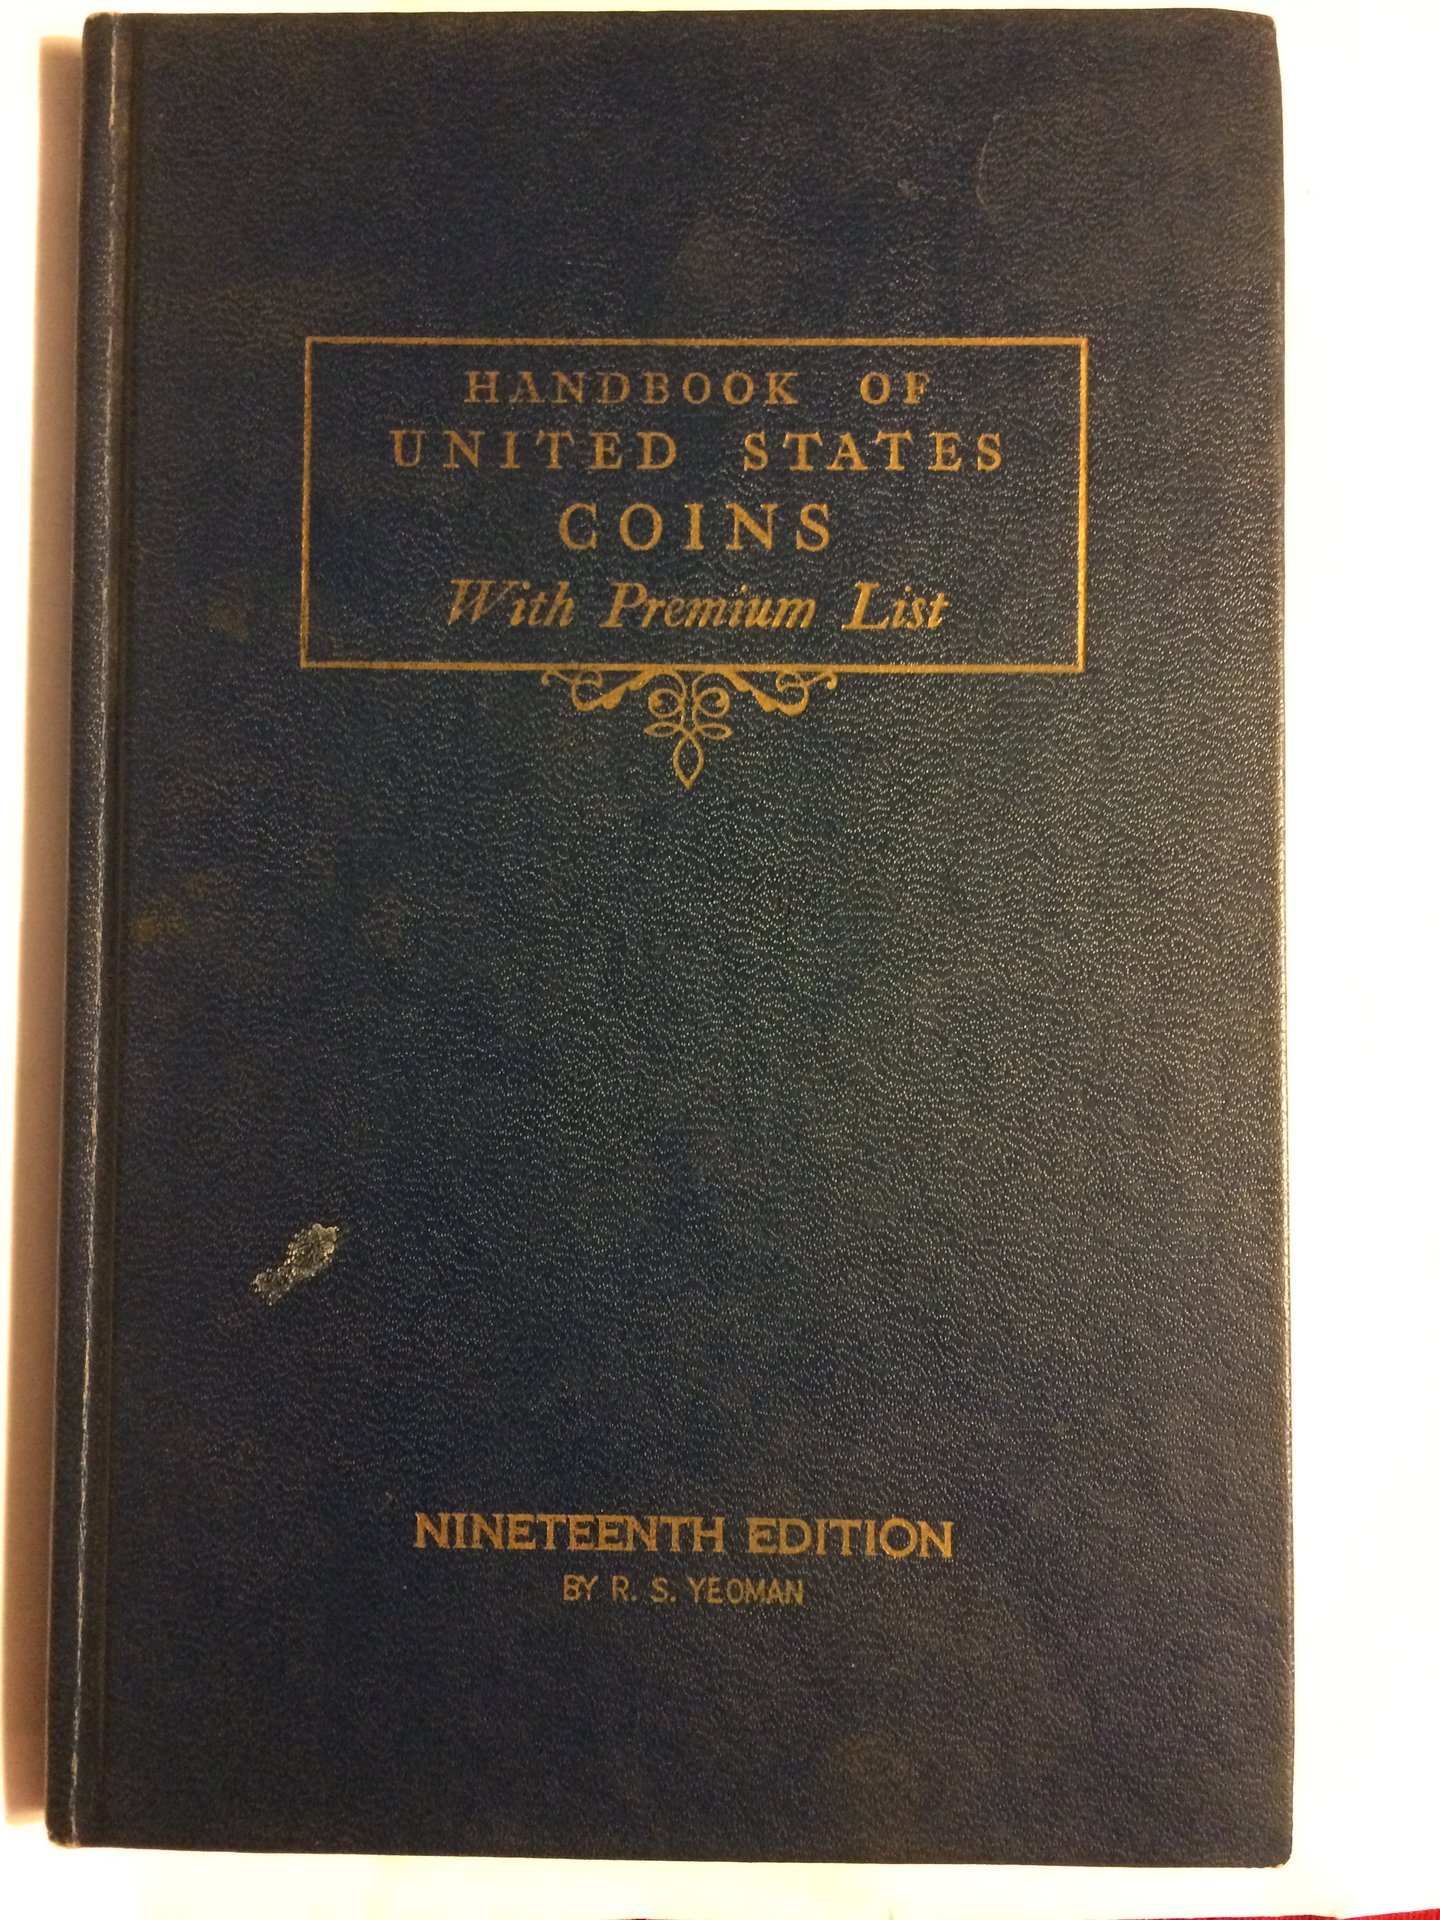 HANDBOOK OF
UNITED STATES
COINS
With Premium List
NINETEENTH EDITION
BY R. S. YEOMAN